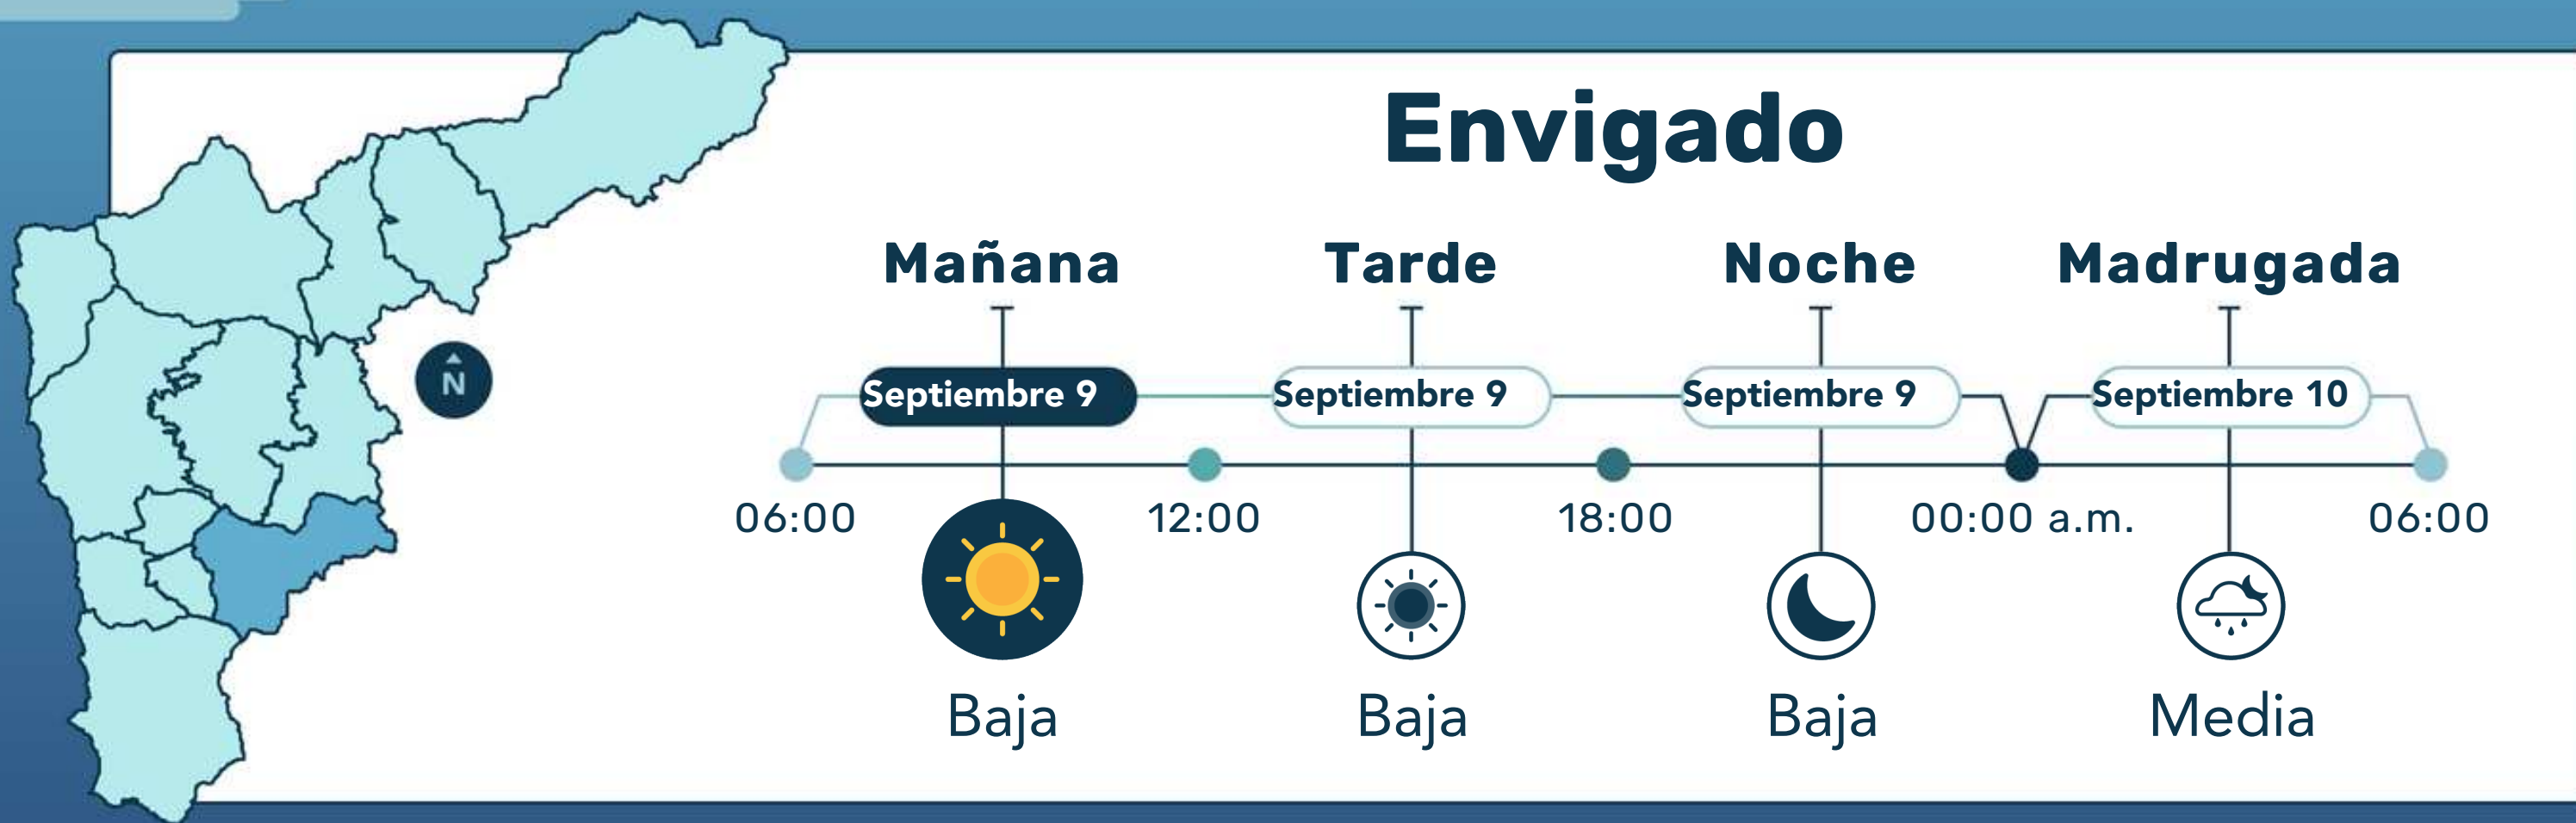 Envigado
Mañana Tarde Noche Madrugada
N
Septiembre 9 Septiembre 9 Septiembre 9 Septiembre 10
06:00 12:00 18:00 00:00 a.m. 06:00
Baja Baja Baja Media